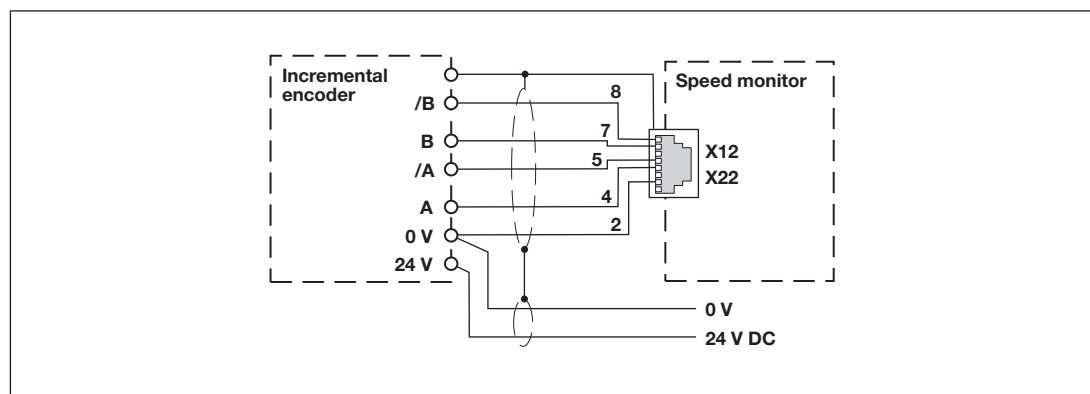 Incremental
encoder
Speed monitor
/B
8
B
7
X12
/A
5
X22
A
4
0 V
2
24 V
0 V
24 V DC